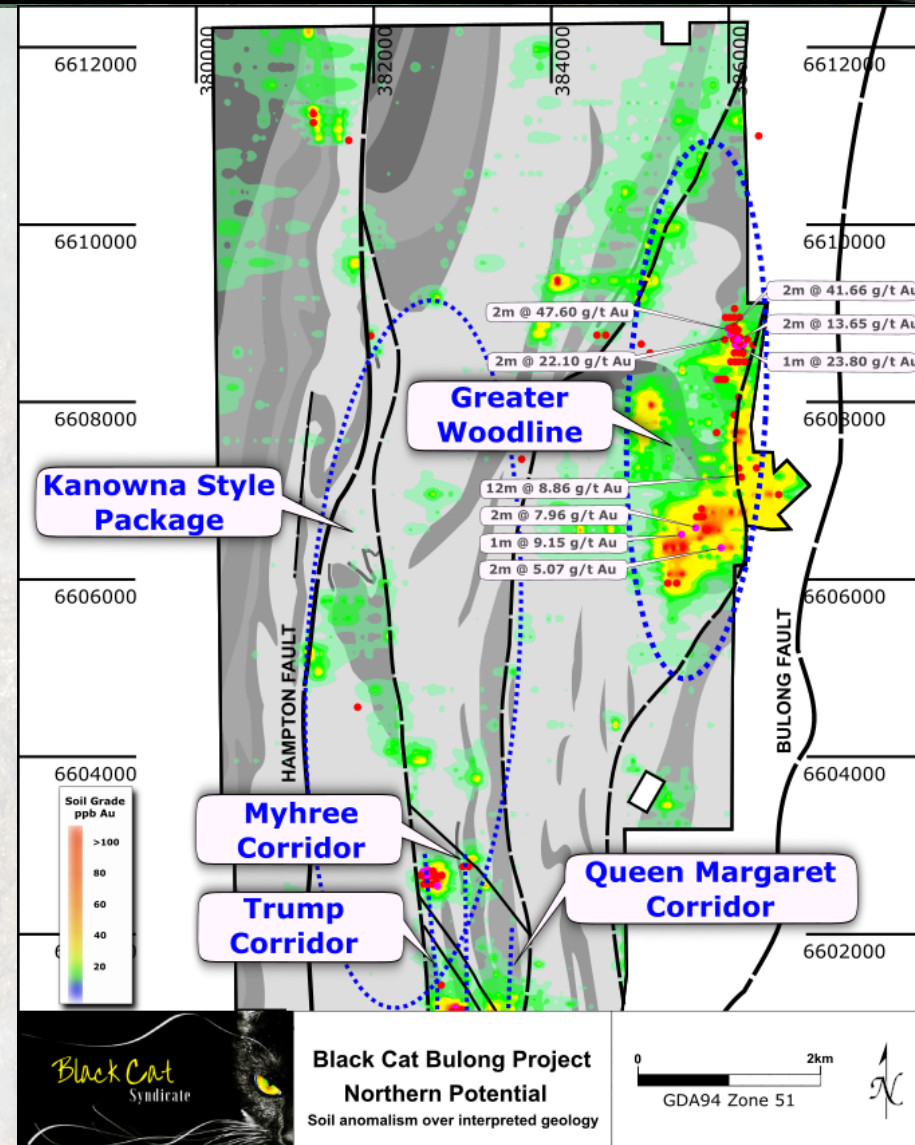 380000
382000
384000
386000
6612000
6612000
6610000
6610000
2m @ 41.66 g/t Au
2m @ 47.60 g/t Au
2m @ 13.65 g/t Au
2m @ 22.10 g/t Au
1m @ 23.80 g/t Au
6608000
6608000
Greater
Woodline
Kanowna Style
Package
12m @ 8.86 g/t Au
2m @ 7.96 g/t Au
1m @ 9.15 g/t Au
2m @ 5.07 g/t Au
6606000
6606000
HAMPTON FAULT
BULONG FAULT
6604000
6604000
Soil Grade
ppb Au
>100
80
60
40
20
Myhree
Corridor
Queen Margaret
Corridor
Trump
Corridor
6602000
Black Cat
Syndicate
Black Cat Bulong Project
Northern Potential
Soil anomalism over interpreted geology
0 2km
GDA94 Zone 51
N